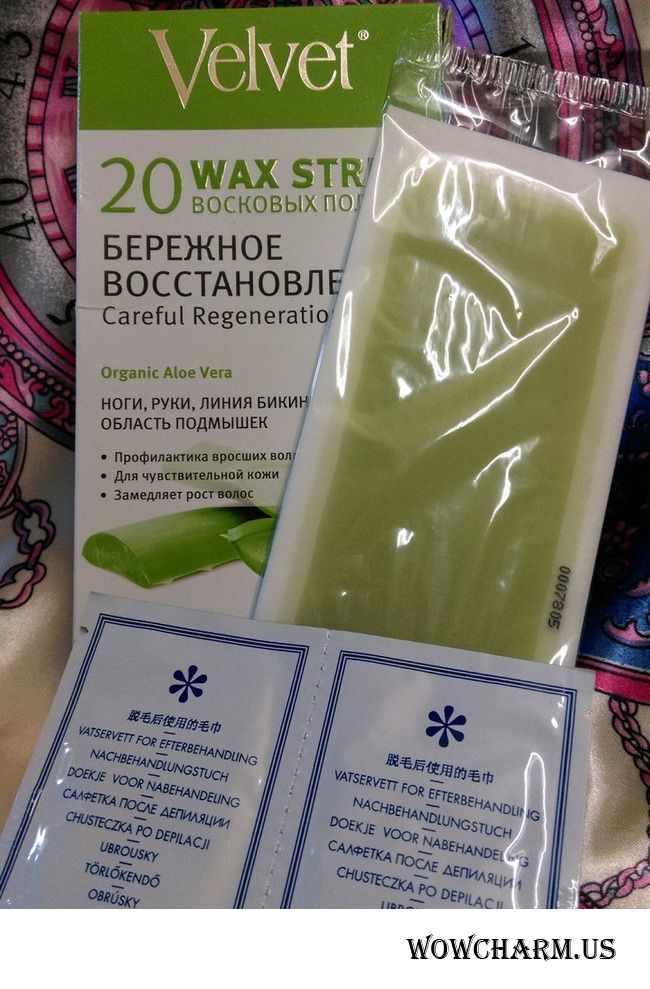 Velvet®
20 WAX
ВОСКОВЫХ
БЕРЕЖНОЕ
ВОССТАНОВЛЕ
Careful Regeneratio
Organic Aloe Vera
НОГИ, РУКИ, ЛИНИЯ БИКИН
ОБЛАСТЬ ПОДМЫШЕК
• Профилактика вросших вол
• Для чувствительной кожи
• Замедляет рост волос
0007805
脱毛后使用的毛巾
VATSERVETT FOR EFTERBEHANDLING
NACHBEHANDLUNGSTUCH
DOEKJE VOOR NABEHANDELING
САЛФЕТКА ПОСЛЕ ДЕПИЛЯЦИИ
CHUSTECZKA PO DEPILACJI
UBROUSKY
TÖRLŐKENDŐ
OBRÚSKY
脱毛后使用的毛巾
VATSERVETT FOR EFTERBEHANDLING
NACHBEHANDLUNGSTUCH
DOEKJE VOOR NABEHANDELING
САЛФЕТКА ПОСЛЕ ДЕПИЛЯЦИИ
CHUSTECZKA PO DEPILACJI
WOWCHARM.US